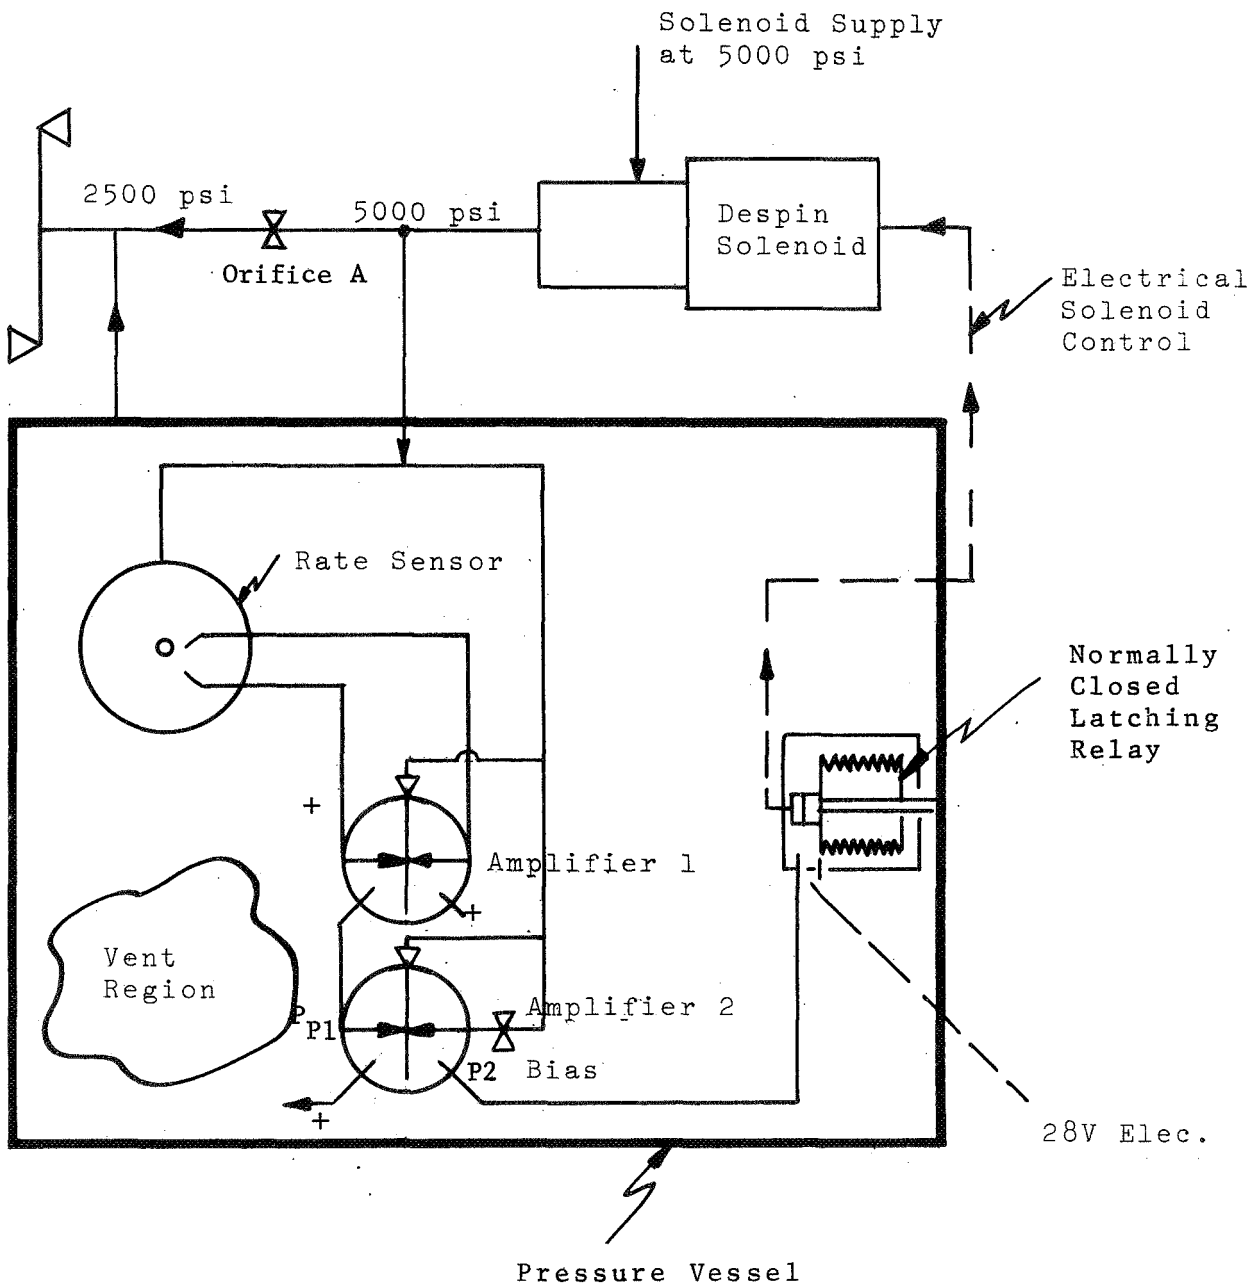 Solenoid Supply
at 5000 psi
2500 psi
5000 psi
Orifice A
Despin
Solenoid
Electrical
Solenoid
Control
Rate Sensor
Normally
Closed
Latching
Relay
+
Amplifier 1
+
Vent
Region
P P1
Amplifier 2
P2
Bias
+
28V Elec.
Pressure Vessel